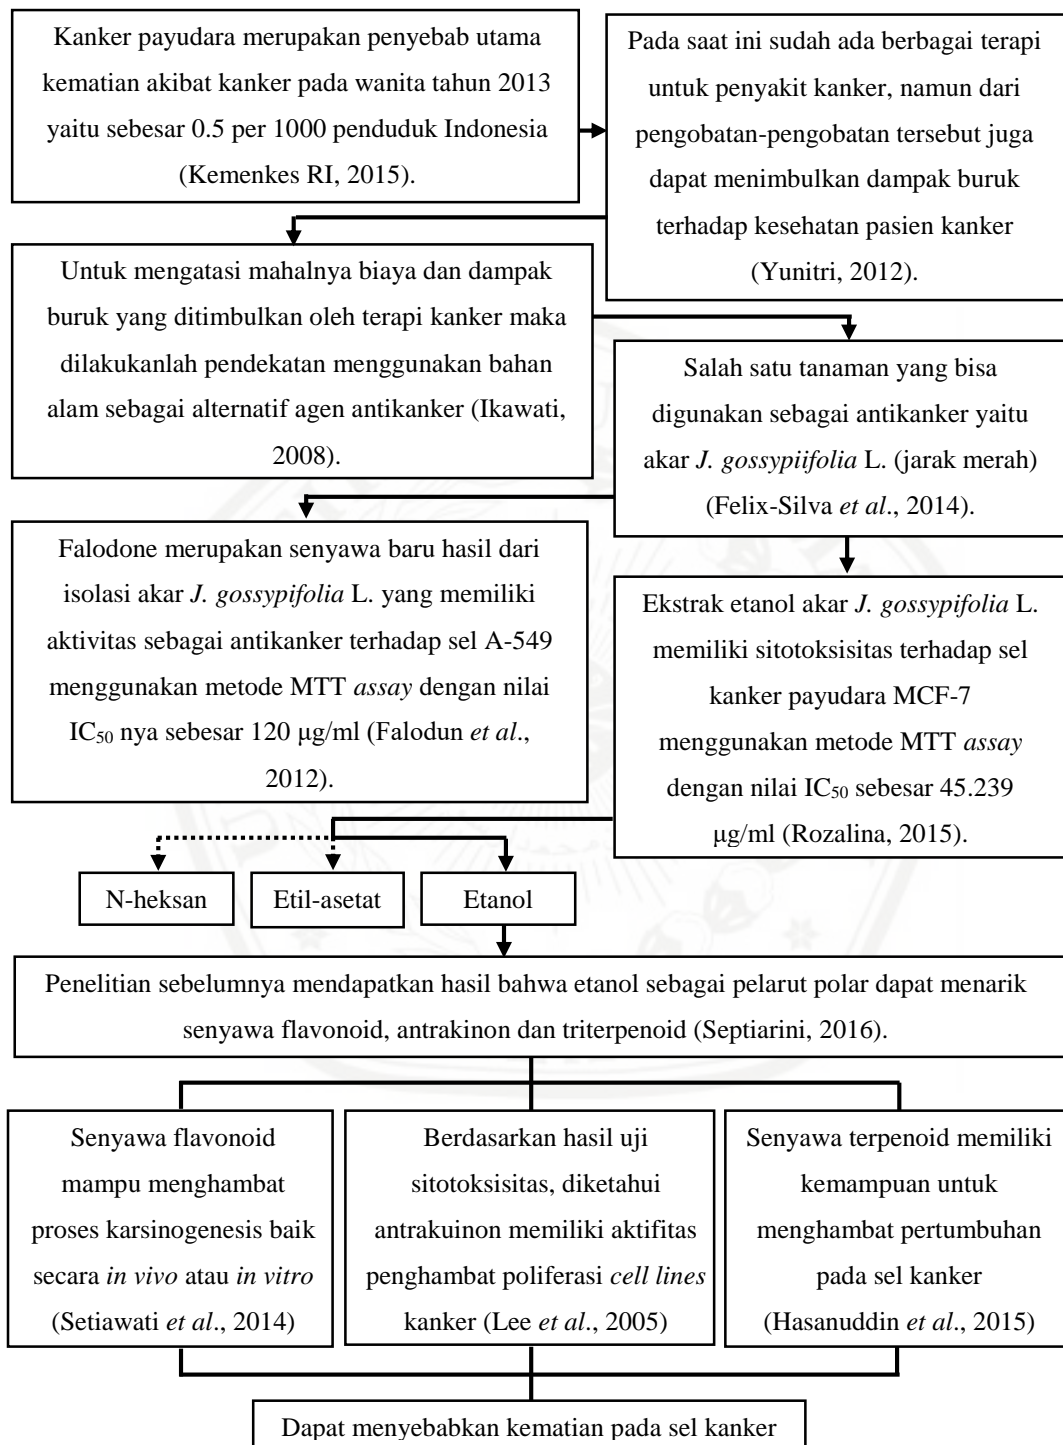 Kanker payudara merupakan penyebab utama
kematian akibat kanker pada wanita tahun 2013
yaitu sebesar 0.5 per 1000 penduduk Indonesia
(Kemenkes RI, 2015).
Pada saat ini sudah ada berbagai terapi
untuk penyakit kanker, namun dari
pengobatan-pengobatan tersebut juga
dapat menimbulkan dampak buruk
terhadap kesehatan pasien kanker
(Yunitri, 2012).
Untuk mengatasi mahalnya biaya dan dampak
buruk yang ditimbulkan oleh terapi kanker maka
dilakukanlah pendekatan menggunakan bahan
alam sebagai alternatif agen antikanker (Ikawati,
2008).
Salah satu tanaman yang bisa
digunakan sebagai antikanker yaitu
akar J. gossypiifolia L. (jarak merah)
(Felix-Silva et al., 2014).
Falodone merupakan senyawa baru hasil dari
isolasi akar J. gossypifolia L. yang memiliki
aktivitas sebagai antikanker terhadap sel A-549
menggunakan metode MTT assay dengan nilai
IC50 nya sebesar 120 μg/ml (Falodun et al.,
2012).
Ekstrak etanol akar J. gossypifolia L.
memiliki sitotoksisitas terhadap sel
kanker payudara MCF-7
menggunakan metode MTT assay
dengan nilai IC50 sebesar 45.239
μg/ml (Rozalina, 2015).
N-heksan
Etil-asetat
Etanol
Penelitian sebelumnya mendapatkan hasil bahwa etanol sebagai pelarut polar dapat menarik
senyawa flavonoid, antrakinon dan triterpenoid (Septiarini, 2016).
Senyawa flavonoid
mampu menghambat
proses karsinogenesis baik
secara in vivo atau in vitro
(Setiawati et al., 2014)
Berdasarkan hasil uji
sitotoksisitas, diketahui
antrakuinon memiliki aktifitas
penghambat poliferasi cell lines
kanker (Lee et al., 2005)
Senyawa terpenoid memiliki
kemampuan untuk
menghambat pertumbuhan
pada sel kanker
(Hasanuddin et al., 2015)
Dapat menyebabkan kematian pada sel kanker